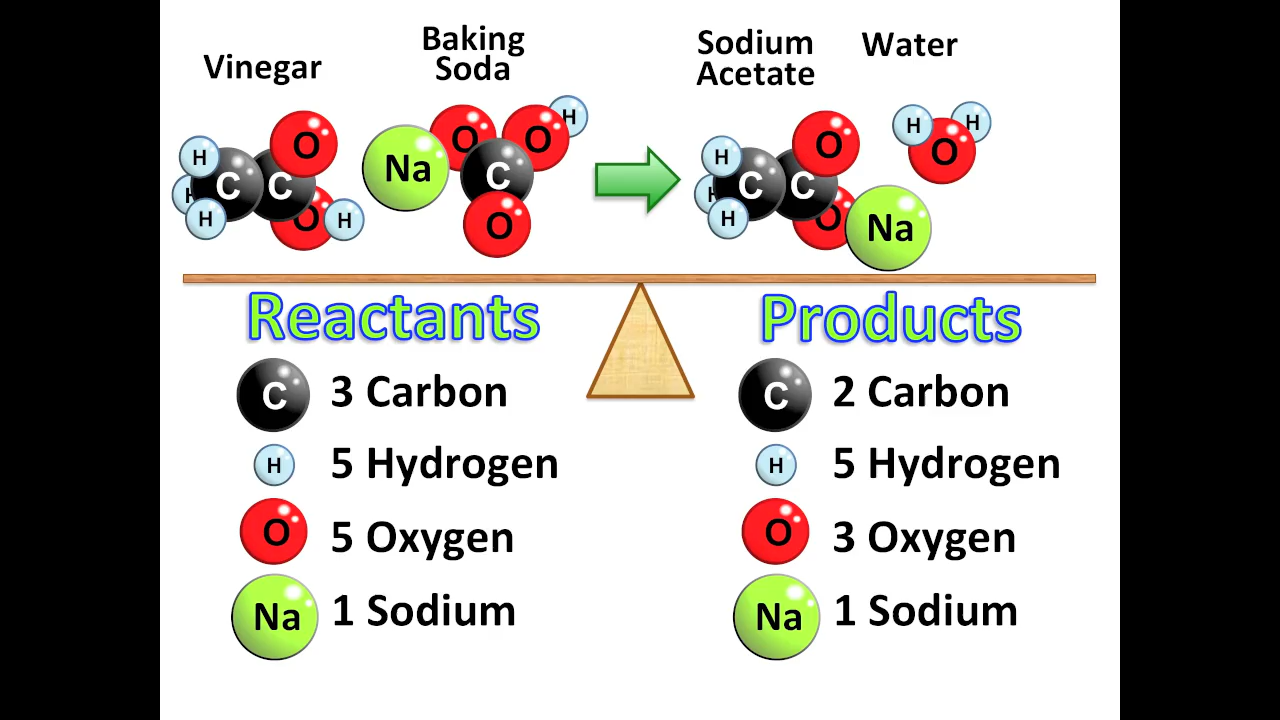 Vinegar
Baking
Soda
Sodium
Acetate
Water
H
H
H
C
C
O
O
H
Na
O
O
H
C
O
H
H
H
C
C
O
O
Na
H
H
O
Reactants
Products
C 3 Carbon
C 2 Carbon
H 5 Hydrogen
H 5 Hydrogen
O 5 Oxygen
O 3 Oxygen
Na 1 Sodium
Na 1 Sodium